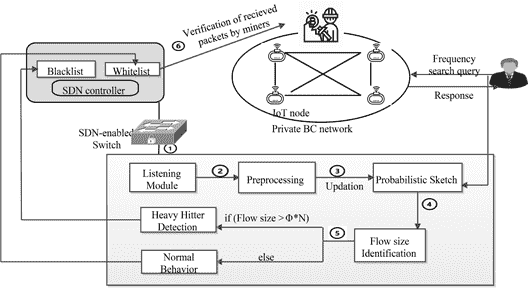 6
Verification of recieved
packets by miners
Frequency
search query
Blacklist
Whitelist
SDN controller
IoT node
Response
Private BC network
SDN-enabled
Switch
1
Listening
Module
2
Preprocessing
3
Updation
Probabilistic Sketch
4
Heavy Hitter
Detection
if (Flow size > Φ*N)
5
Flow size
Identification
Normal
Behavior
else